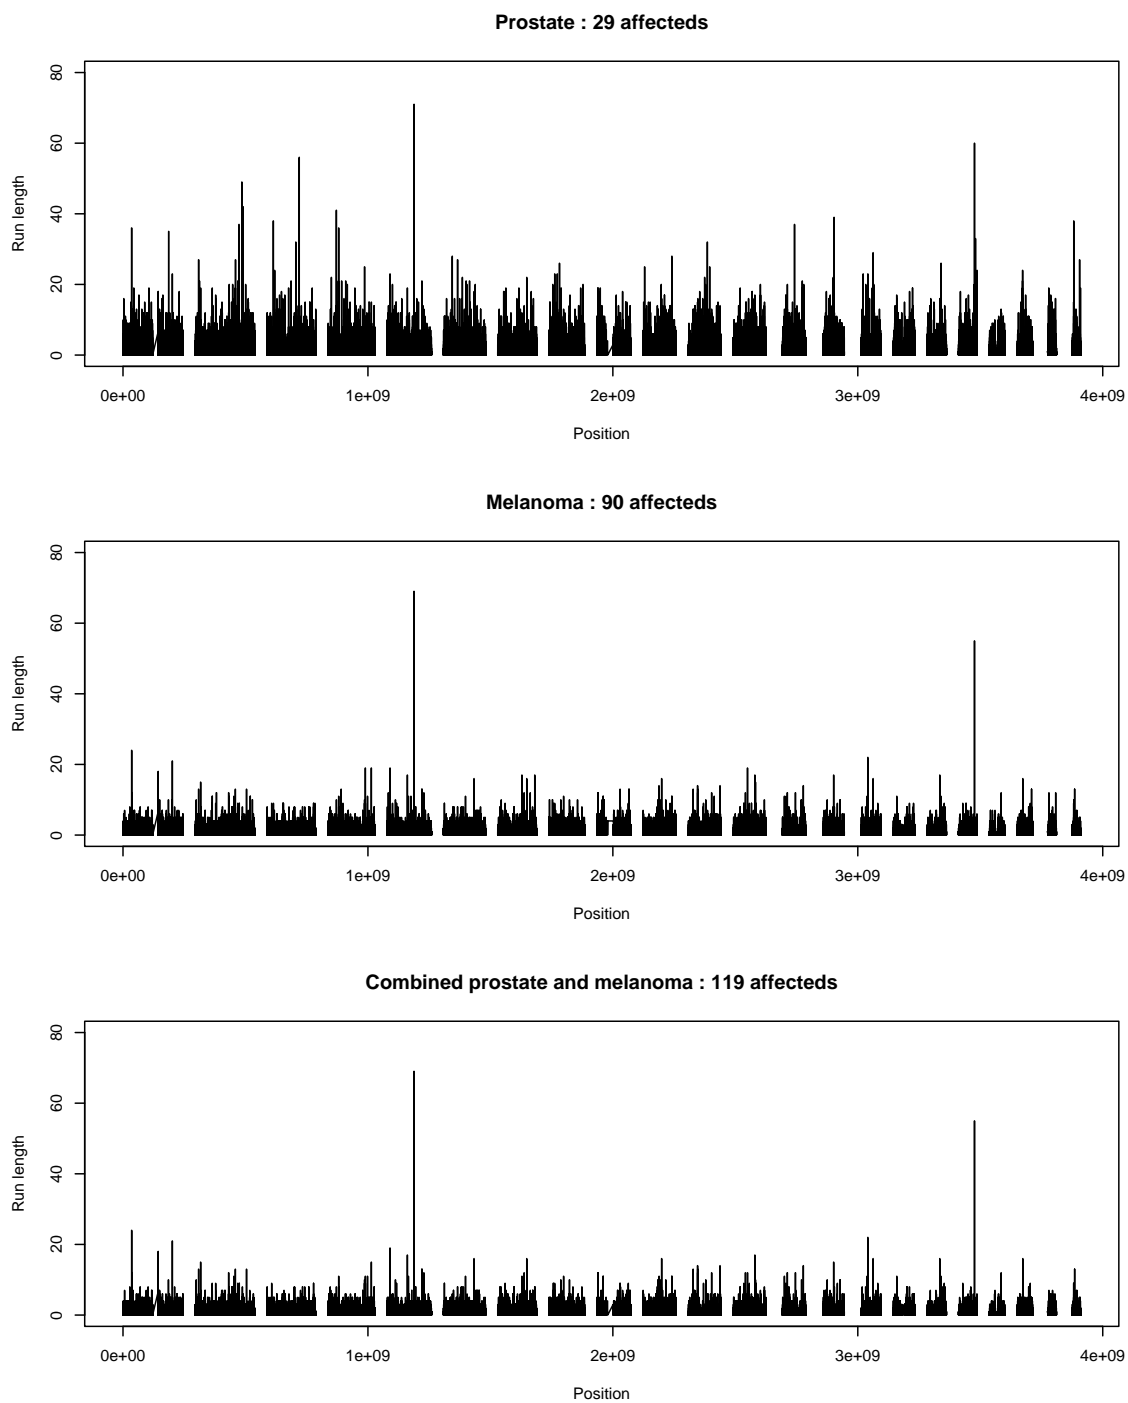 Prostate : 29 affecteds
80
60
40
20
0
Run length
0e+00 1e+09 2e+09 3e+09 4e+09
Position
Melanoma : 90 affecteds
80
60
40
20
0
Run length
0e+00 1e+09 2e+09 3e+09 4e+09
Position
Combined prostate and melanoma : 119 affecteds
80
60
40
20
0
Run length
0e+00 1e+09 2e+09 3e+09 4e+09
Position